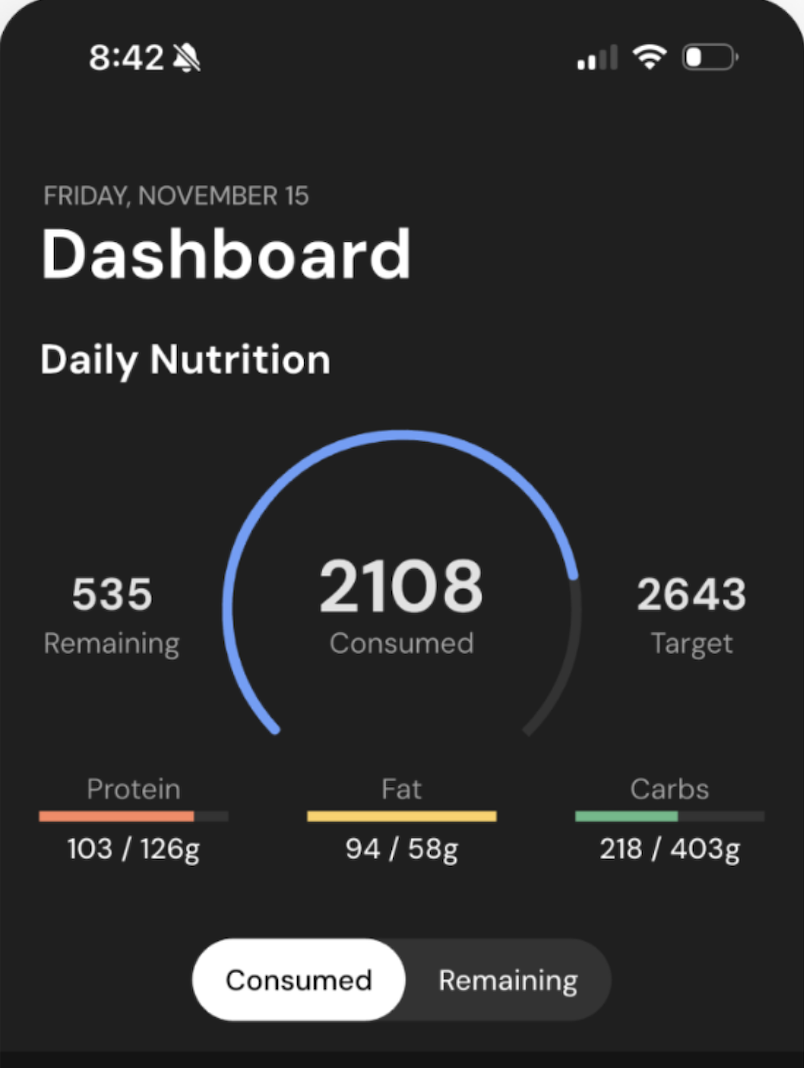 8:42
FRIDAY, NOVEMBER 15
Dashboard
Daily Nutrition
535
Remaining
2108
Consumed
2643
Target
Protein
103 / 126g
Fat
94 / 58g
Carbs
218 / 403g
Consumed
Remaining